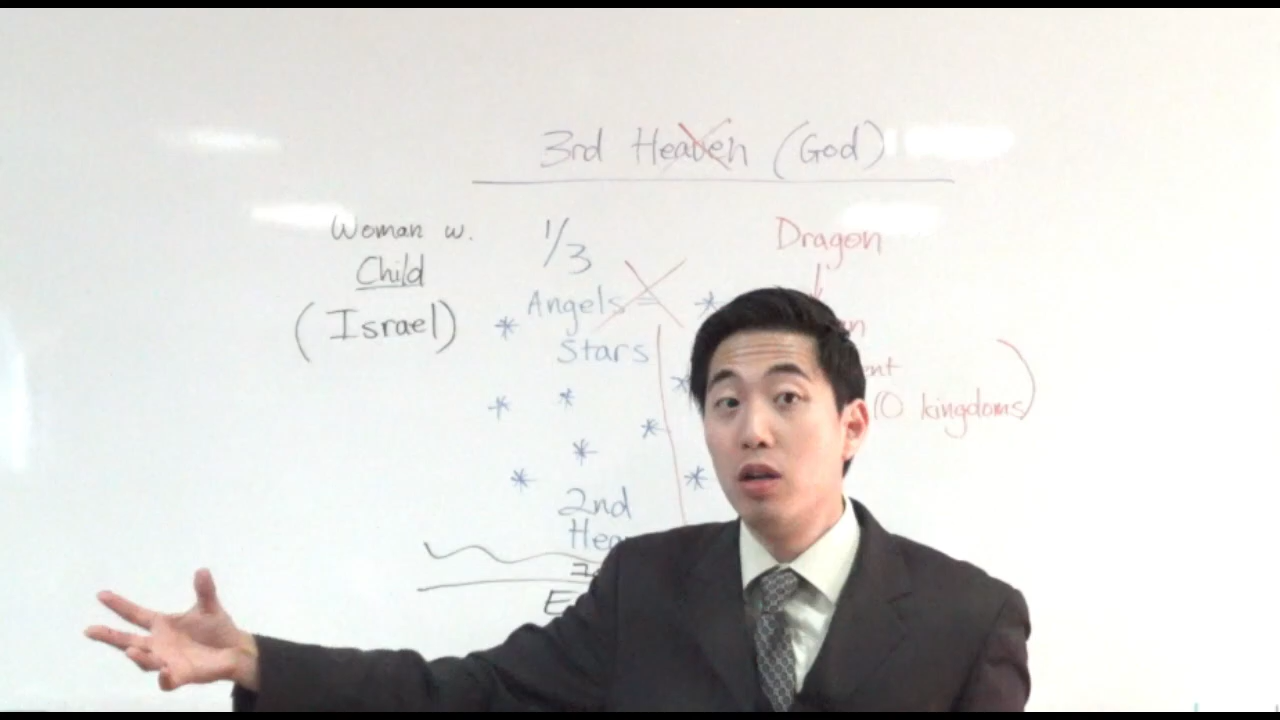 3rd Heaven (God)
Woman w.
Child
(Israel)
1/3
Angels =
Stars
Dragon
10 kingdoms)
2nd